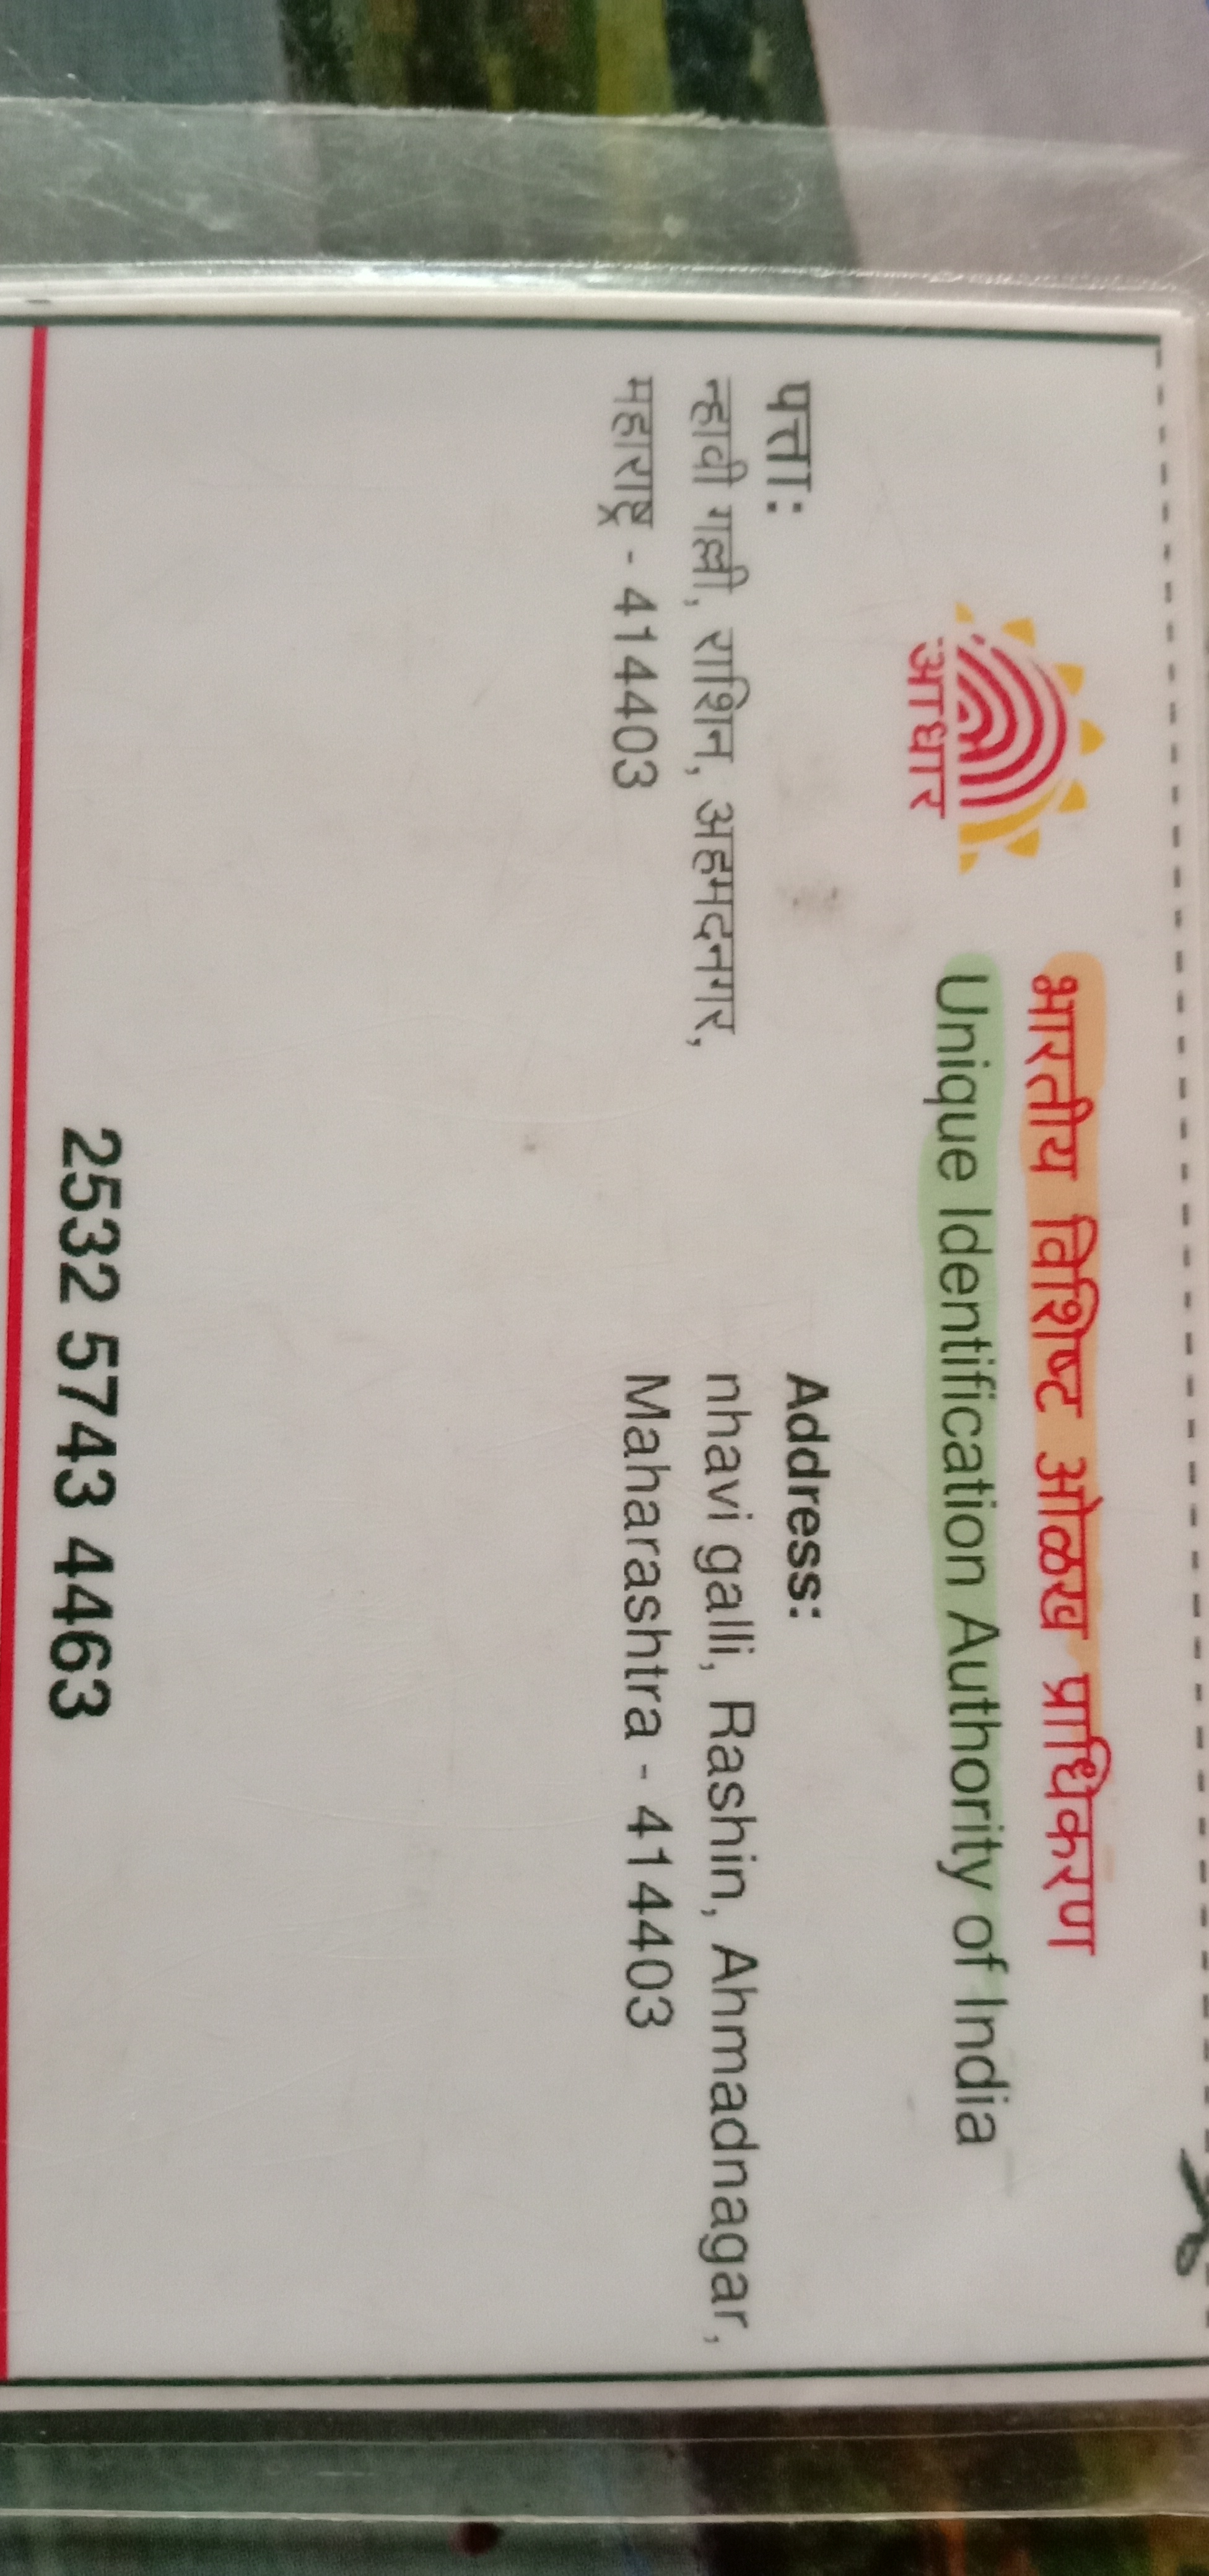 आधार
भारतीय विशिष्ट ओळख प्राधिकरण
Unique Identification Authority of India
पत्ता:
न्हावी गल्ली, राशिन, अहमदनगर,
महाराष्ट्र - 414403
Address:
nhavi galli, Rashin, Ahmadnagar,
Maharashtra - 414403
2532 5743 4463